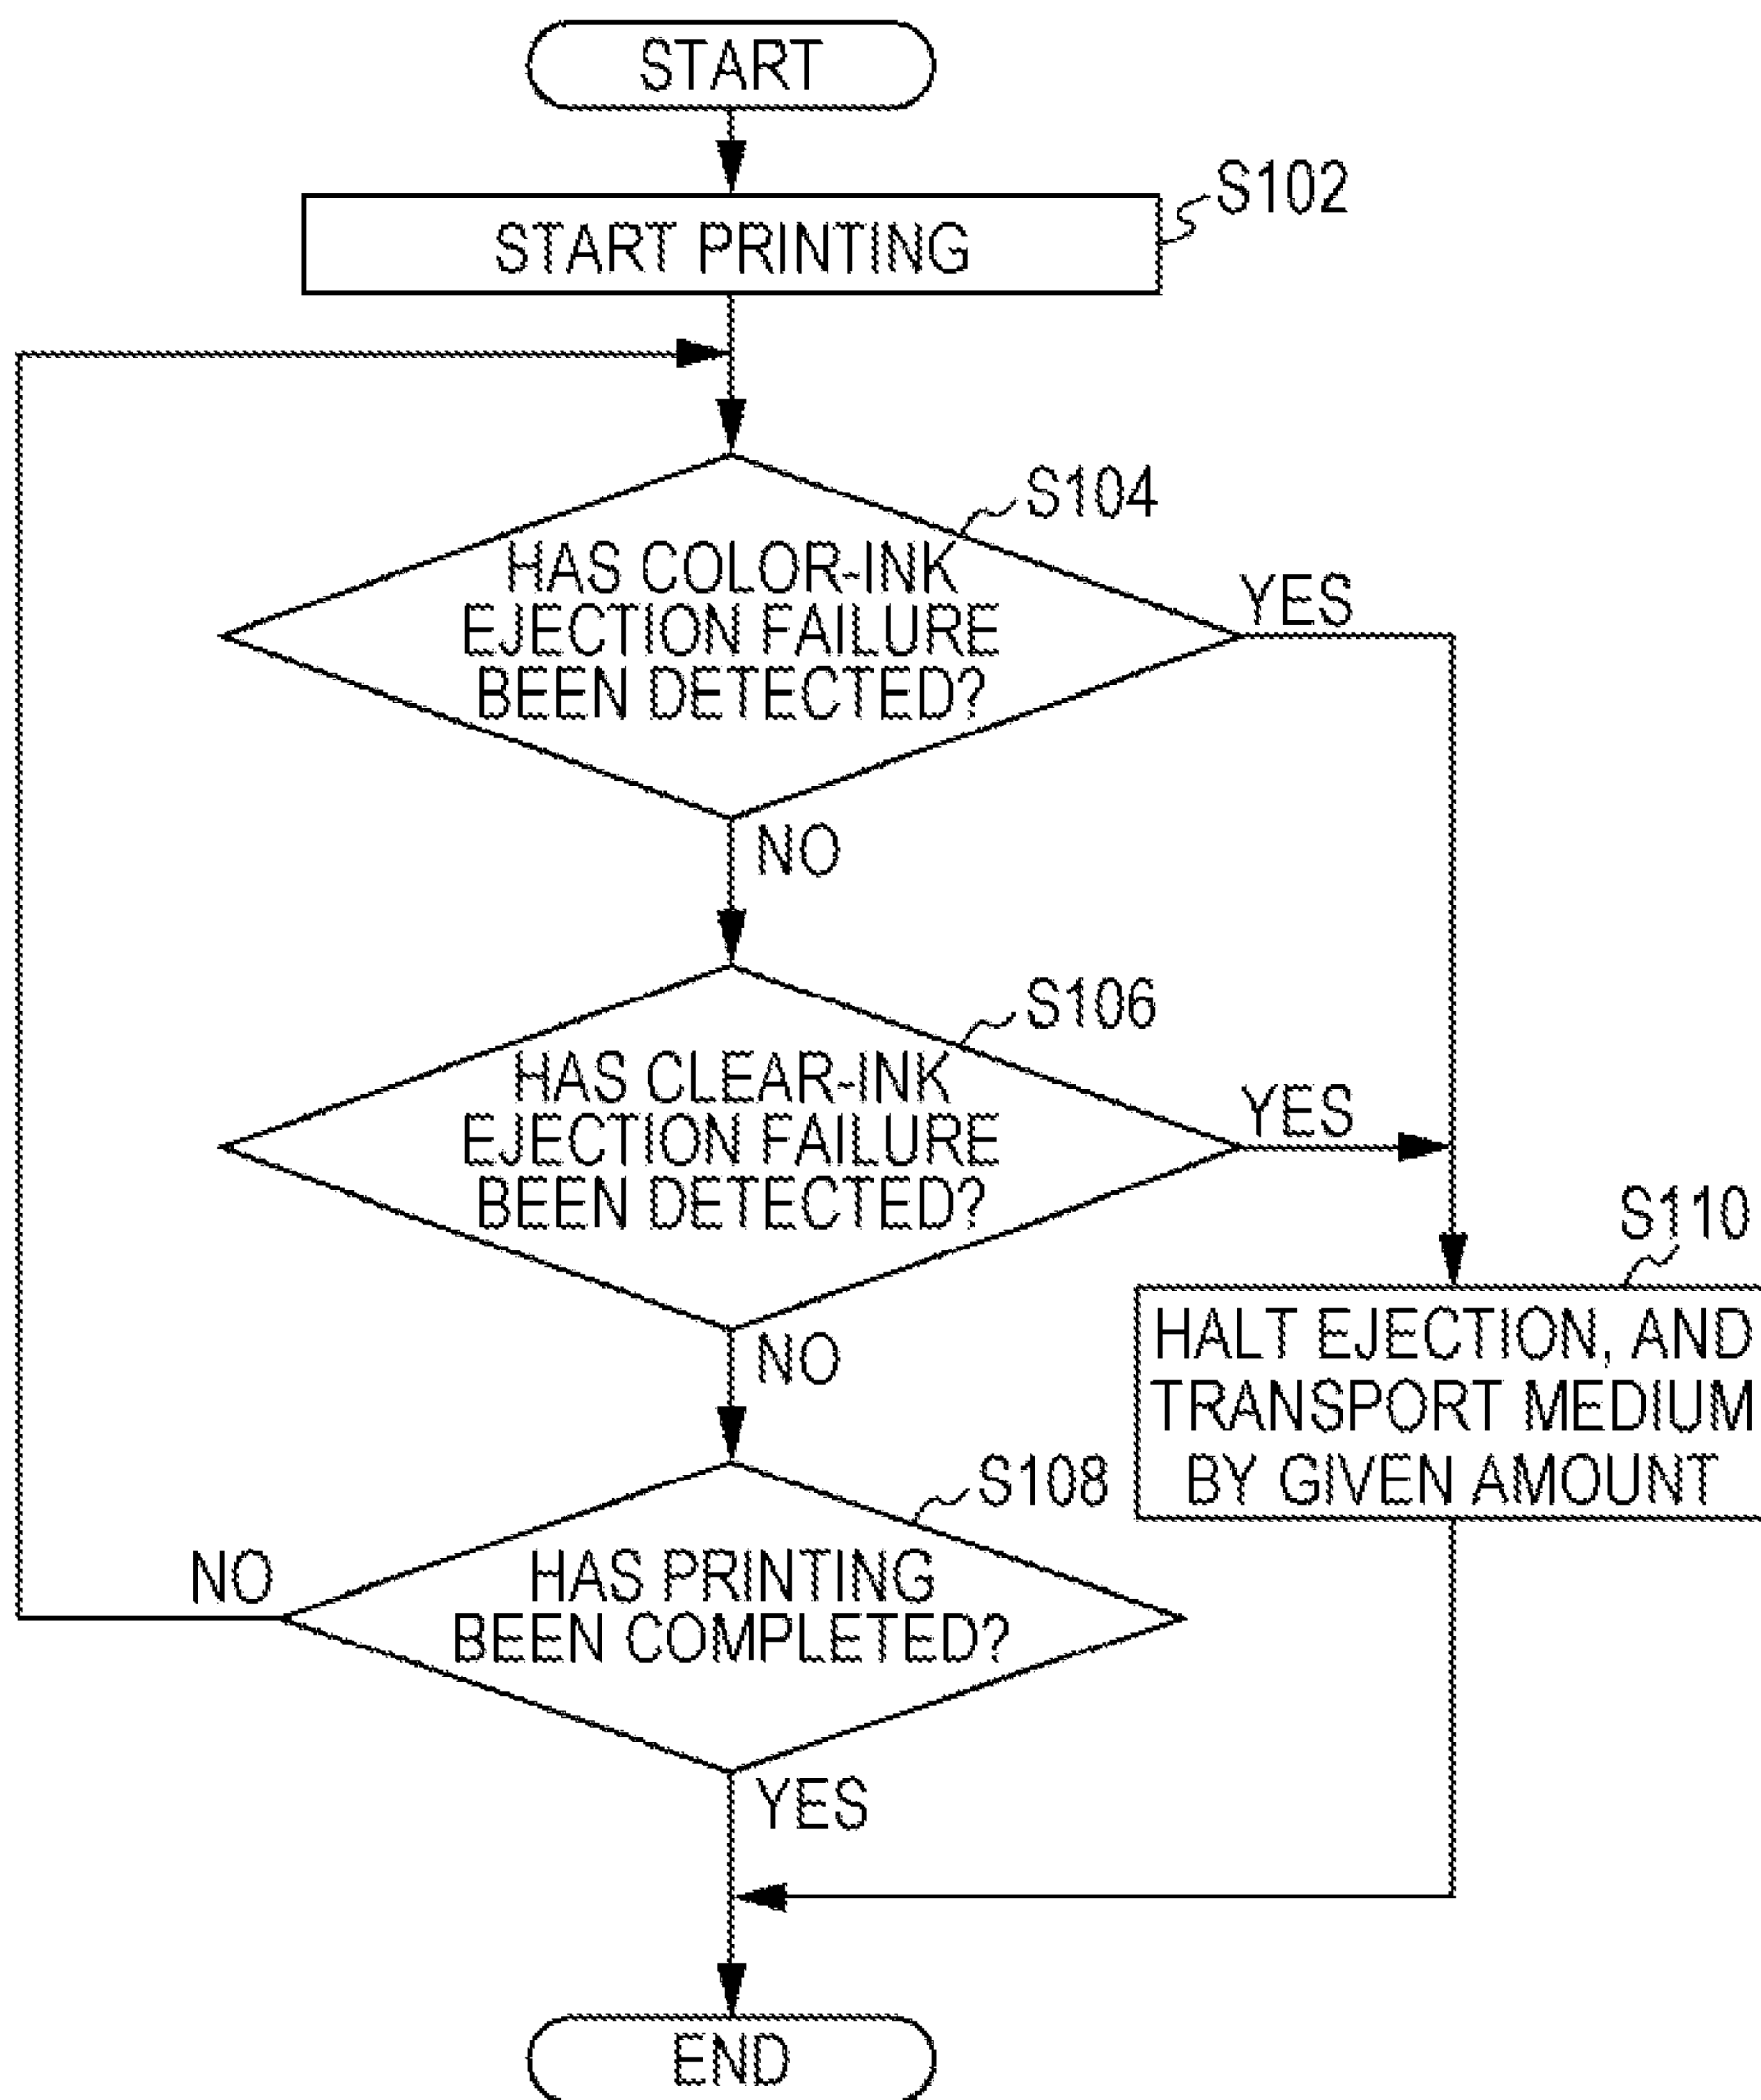 START
START PRINTING
S102
HAS COLOR-INK
EJECTION FAILURE
BEEN DETECTED?
S104
YES
NO
HAS CLEAR-INK
EJECTION FAILURE
BEEN DETECTED?
S106
YES
NO
S110
HALT EJECTION, AND
TRANSPORT MEDIUM
BY GIVEN AMOUNT
HAS PRINTING
BEEN COMPLETED?
S108
NO
YES
END